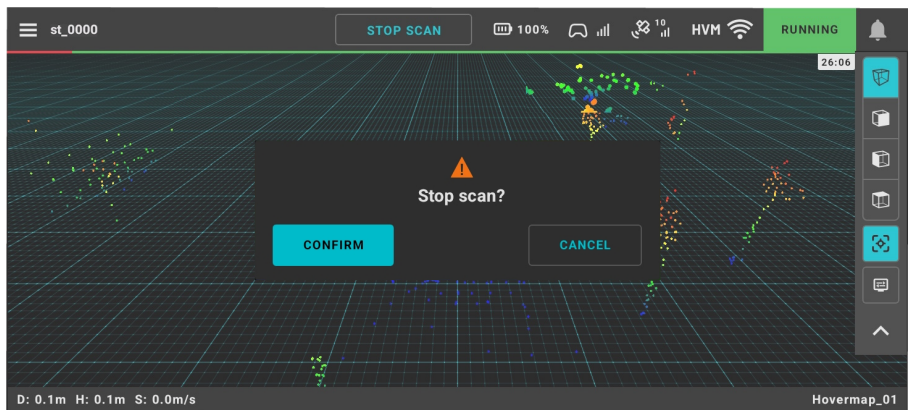 st_0000
STOP SCAN
100%
10
HVM
RUNNING
26:06
Stop scan?
CONFIRM
CANCEL
D: 0.1m H: 0.1m S: 0.0m/s
Hovermap_01